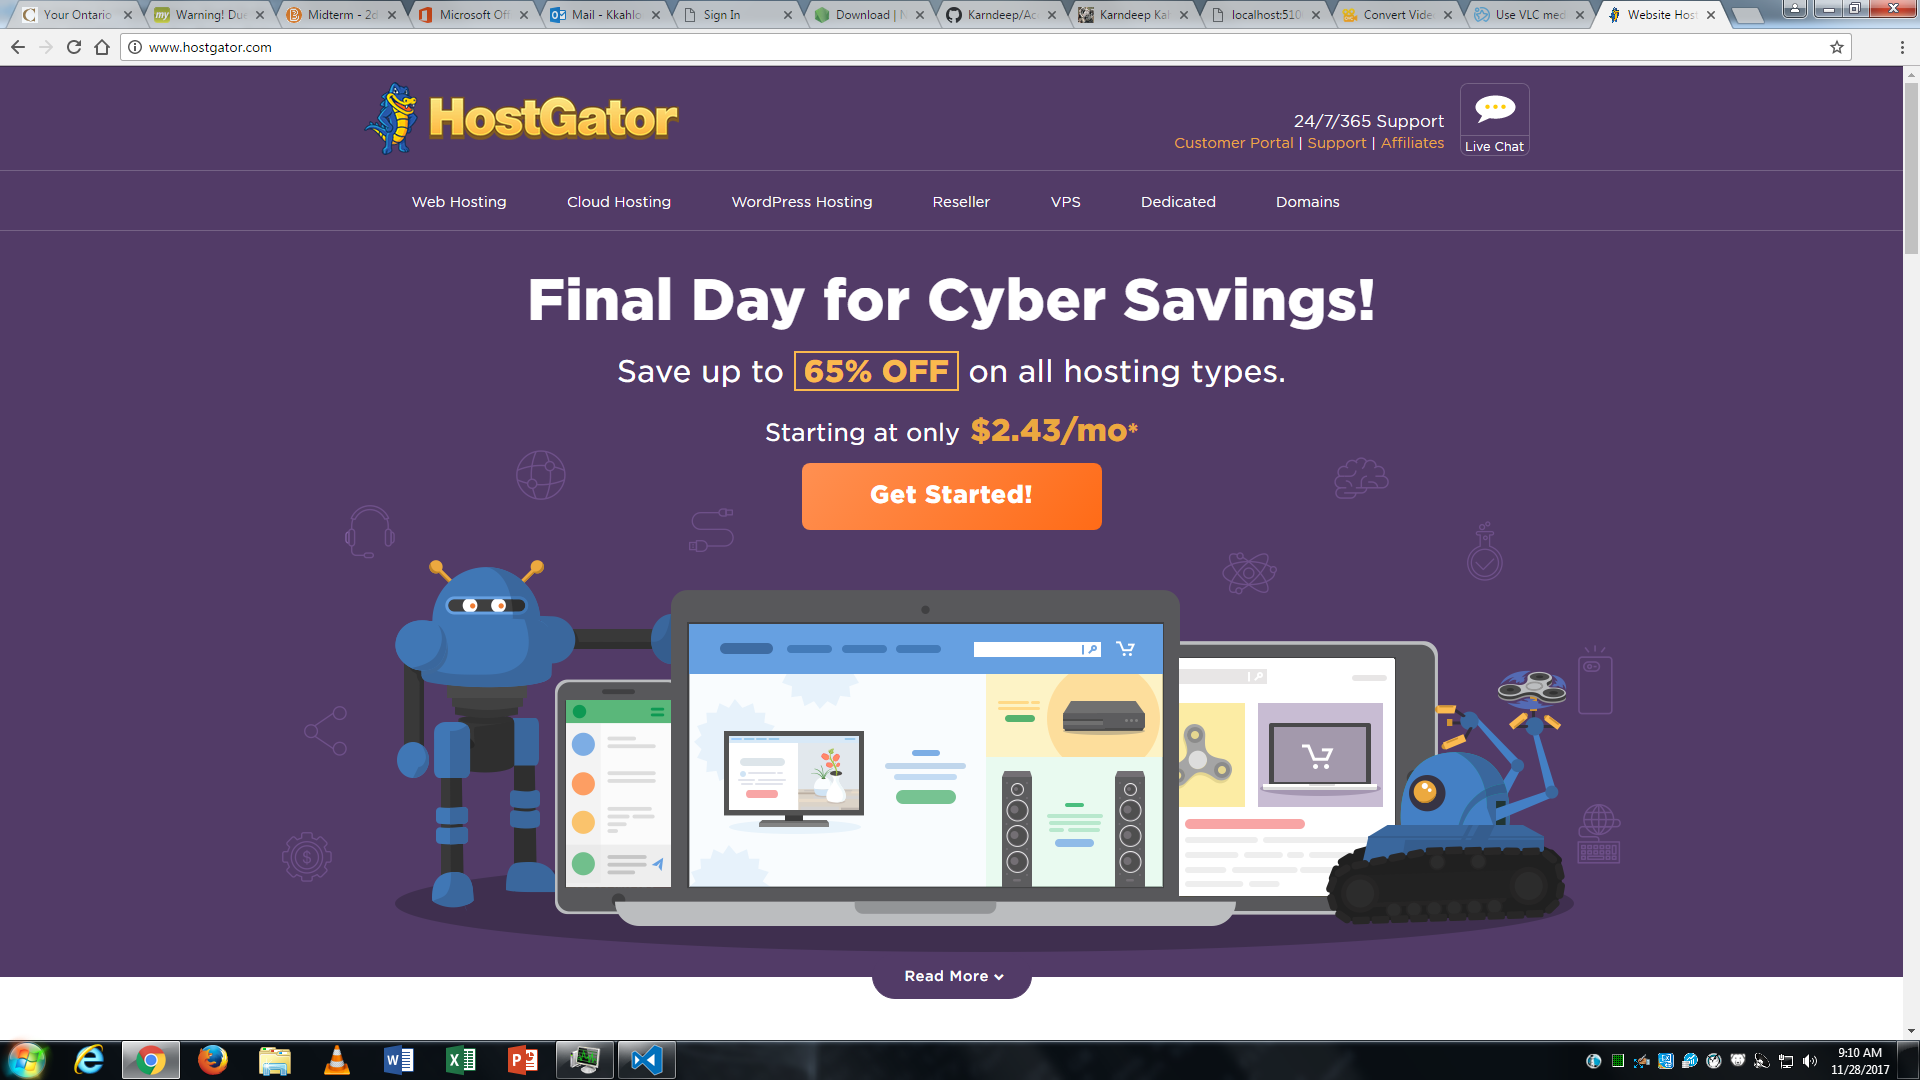 Your Ontario
Warning! Due
Midterm - 2d
Microsoft Off
Mail - Kkahlo
Sign In
Download | N
Karndeep/Ac
Karndeep Kal
localhost:510
Convert Vide
Use VLC med
Website Host
www.hostgator.com
HostGator
24/7/365 Support
Customer Portal | Support | Affiliates
Live Chat
Web Hosting
Cloud Hosting
WordPress Hosting
Reseller
VPS
Dedicated
Domains
Final Day for Cyber Savings!
Save up to 65% OFF on all hosting types.
Starting at only $2.43/mo*
Get Started!
Read More
9:10 AM
11/28/2017